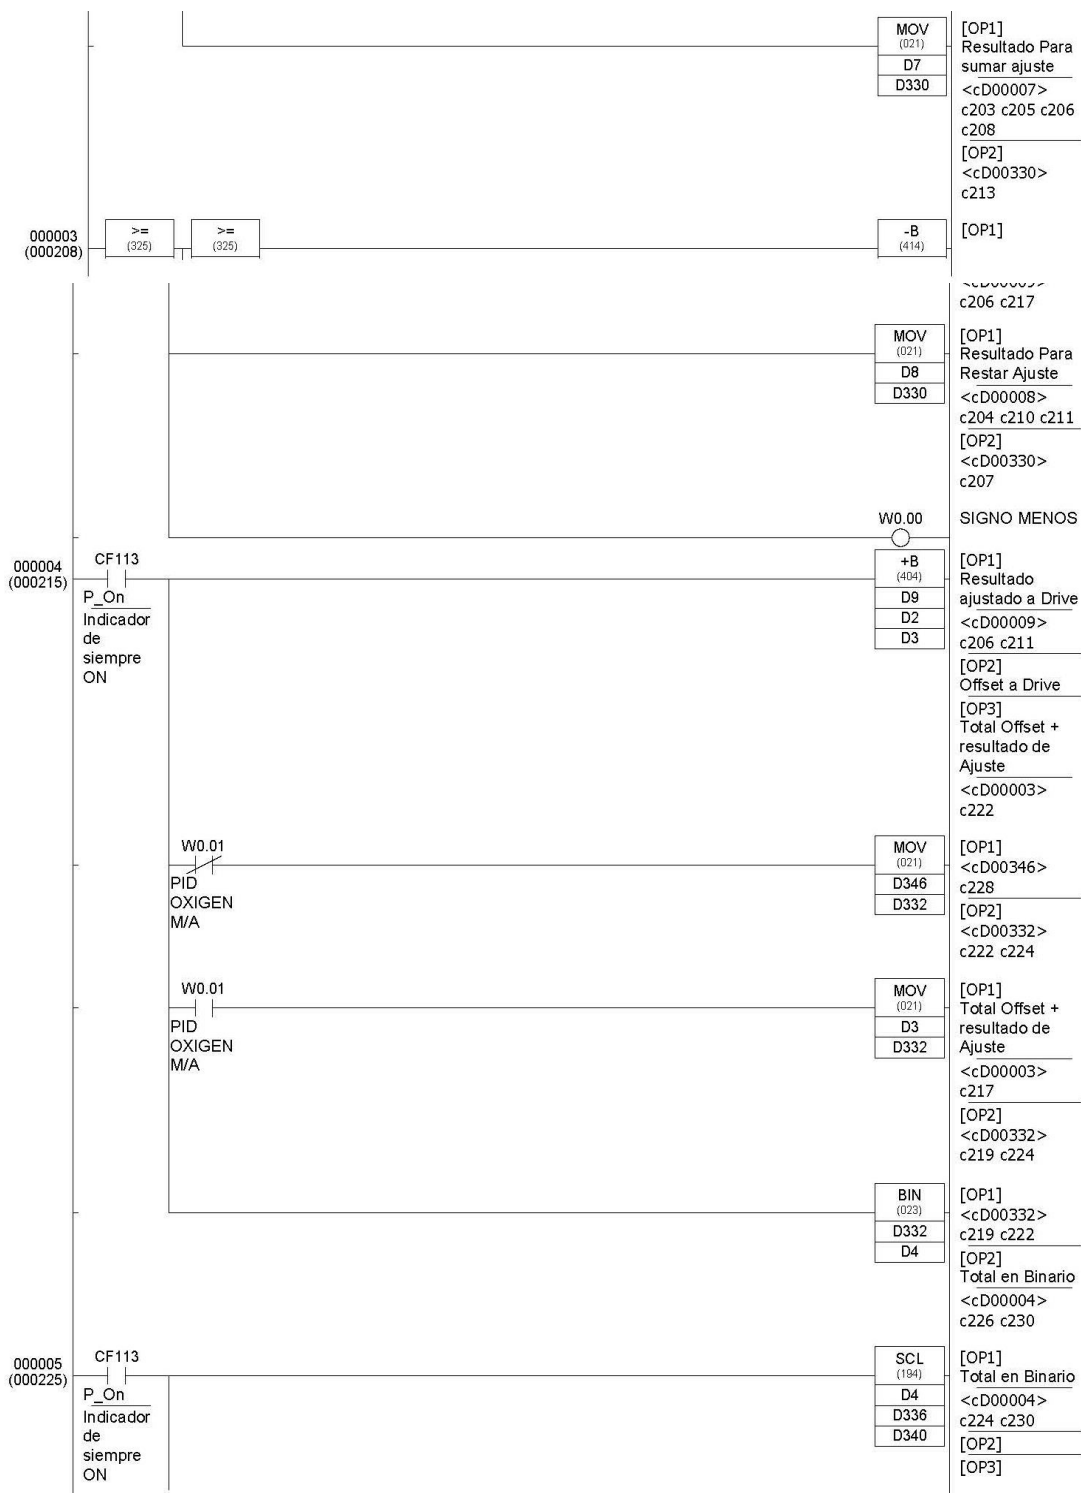 MOV
(021)
D7
D330
[OP1]
Resultado Para
sumar ajuste
<cD00007>
c203 c205 c206
c208
[OP2]
<cD00330>
c213
000003
(000208)
>=
(325)
>=
(325)
-B
(414)
[OP1]
c206 c217
MOV
(021)
D8
D330
[OP1]
Resultado Para
Restar Ajuste
<cD00008>
c204 c210 c211
[OP2]
<cD00330>
c207
W0.00
SIGNO MENOS
000004
(000215)
CF113
P_On
Indicador
de
siempre
ON
+B
(404)
D9
D2
D3
[OP1]
Resultado
ajustado a Drive
<cD00009>
c206 c211
[OP2]
Offset a Drive
[OP3]
Total Offset +
resultado de
Ajuste
<cD00003>
c222
W0.01
PID
OXIGEN
M/A
MOV
(021)
D346
D332
[OP1]
<cD00346>
c228
[OP2]
<cD00332>
c222 c224
W0.01
PID
OXIGEN
M/A
MOV
(021)
D3
D332
[OP1]
Total Offset +
resultado de
Ajuste
<cD00003>
c217
[OP2]
<cD00332>
c219 c224
BIN
(023)
D332
D4
[OP1]
<cD00332>
c219 c222
[OP2]
Total en Binario
<cD00004>
c226 c230
000005
(000225)
CF113
P_On
Indicador
de
siempre
ON
SCL
(194)
D4
D336
D340
[OP1]
Total en Binario
<cD00004>
c224 c230
[OP2]
[OP3]